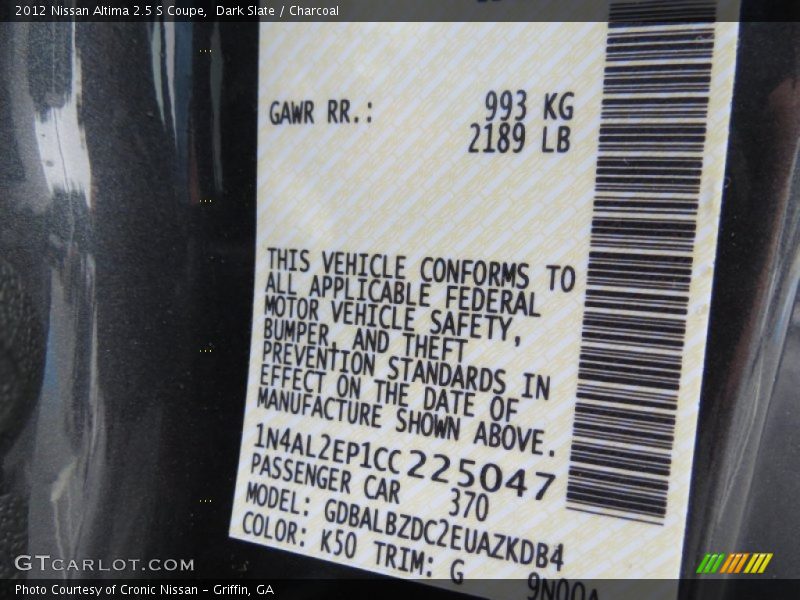 2012 Nissan Altima 2.5 S Coupe, Dark Slate / Charcoal
GAWR RR.: 993 KG
2189 LB
THIS VEHICLE CONFORMS TO
ALL APPLICABLE FEDERAL
MOTOR VEHICLE SAFETY,
BUMPER, AND THEFT
PREVENTION STANDARDS IN
EFFECT ON THE DATE OF
MANUFACTURE SHOWN ABOVE.
1N4AL2EP1CC225047
PASSENGER CAR 370
MODEL: GDBALBZDC2EUAZKDB4
COLOR: K50 TRIM: G
GTCARLOT.COM
Photo Courtesy of Cronic Nissan - Griffin, GA